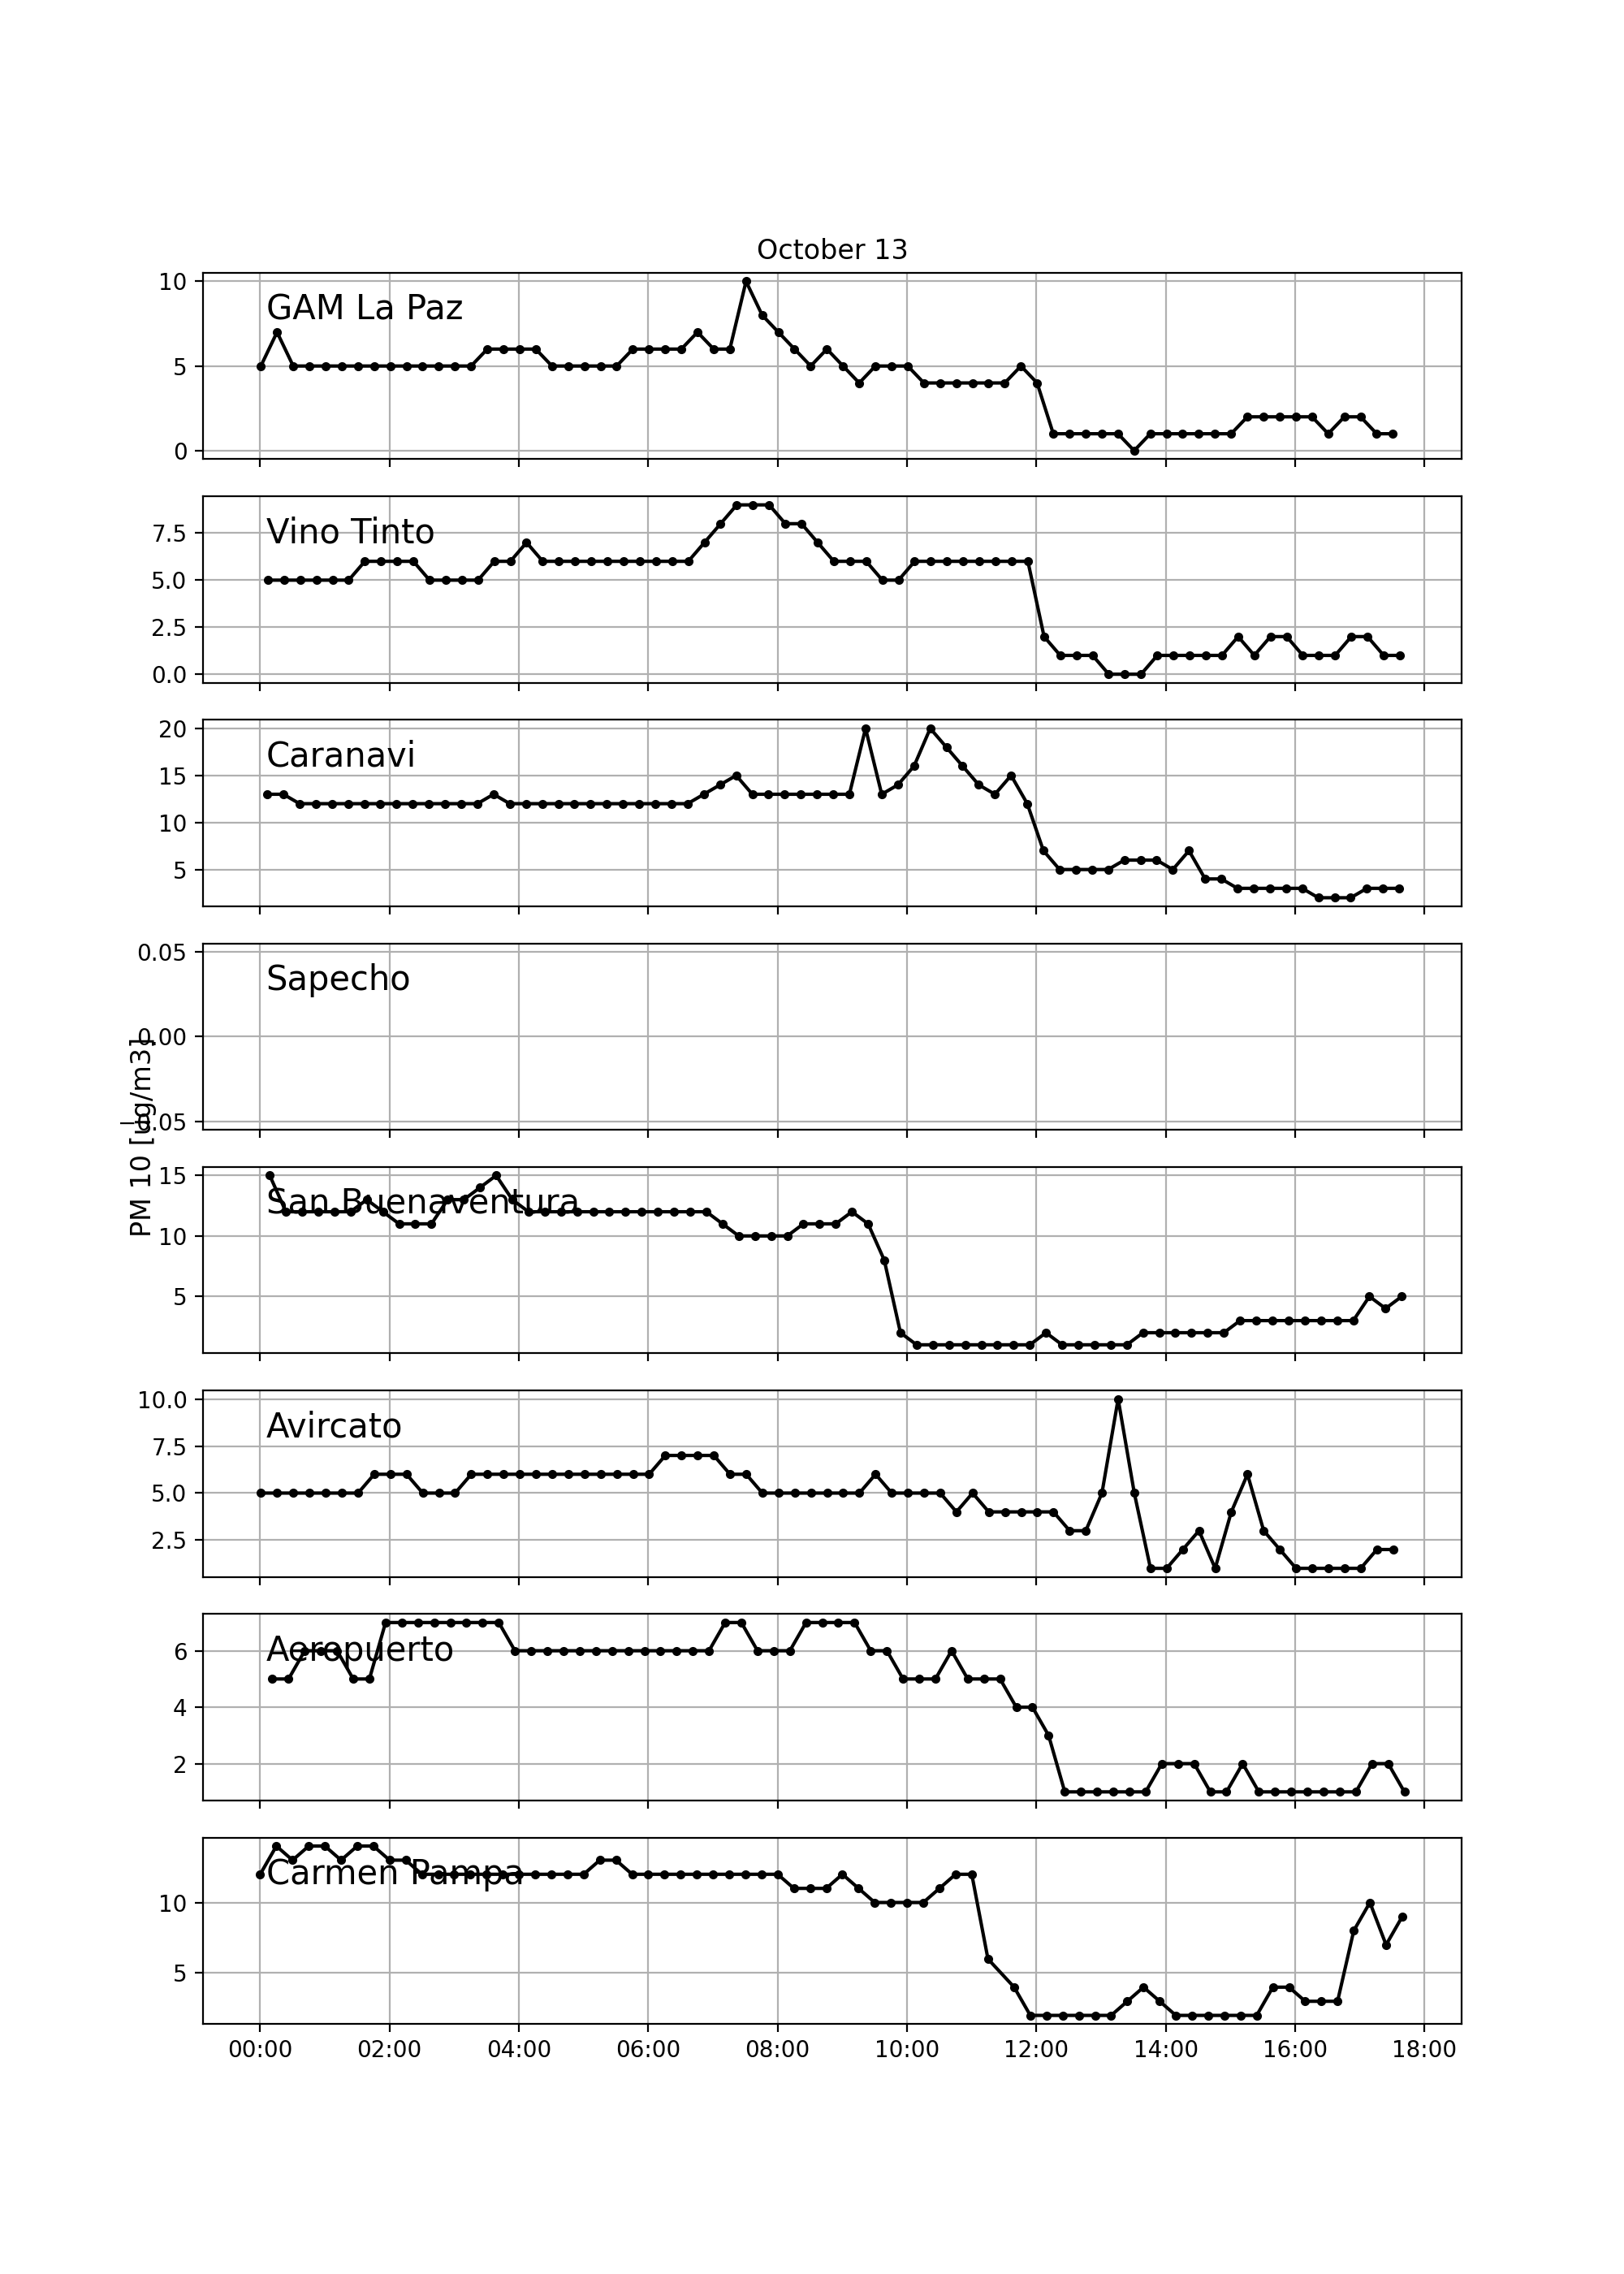 October 13
10
GAM La Paz
5
0
7.5
Vino Tinto
5.0
2.5
0.0
20
Caranavi
15
10
5
0.05
Sapecho
0.00
−0.05
PM 10 [µg/m3]
15
San Buenaventura
10
5
10.0
Avircato
7.5
5.0
2.5
Aeropuerto
6
4
2
Carmen Pampa
10
5
00:00 02:00 04:00 06:00 08:00 10:00 12:00 14:00 16:00 18:00